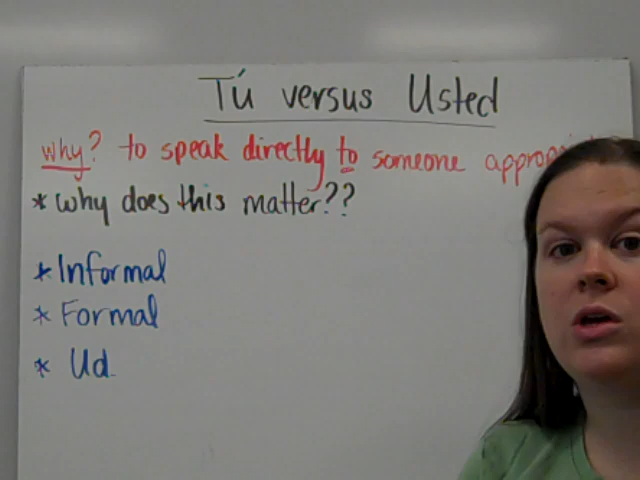 Tú versus Usted
why? to speak directly to someone
* why does this matter??
* Informal
* Formal
* Ud.